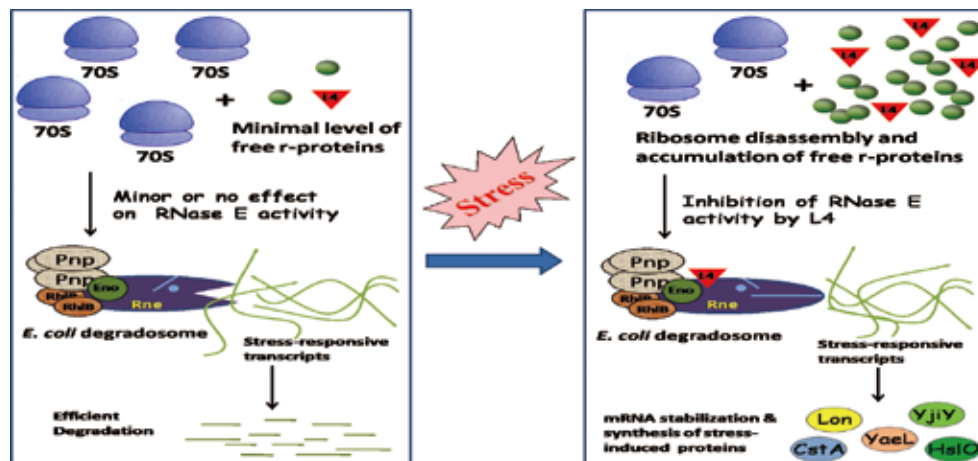 70S
70S
70S
70S
+
L4
Minimal level of
free r-proteins
Minor or no effect
on RNase E activity
Pnp
Pnp
RhlB
RhlB
Eno
Rne
E. coli degradosome
Stress-responsive
transcripts
Efficient
Degradation
Stress
70S
70S
+
L4
L4
L4
L4
Ribosome disassembly and
accumulation of free r-proteins
Inhibition of RNase E
activity by L4
Pnp
Pnp
RhlB
RhlB
Eno
L4
Rne
E. coli degradosome
Stress-responsive
transcripts
mRNA stabilization &
synthesis of stress-
induced proteins
Lon
YjiY
CstA
YaeL
HslO